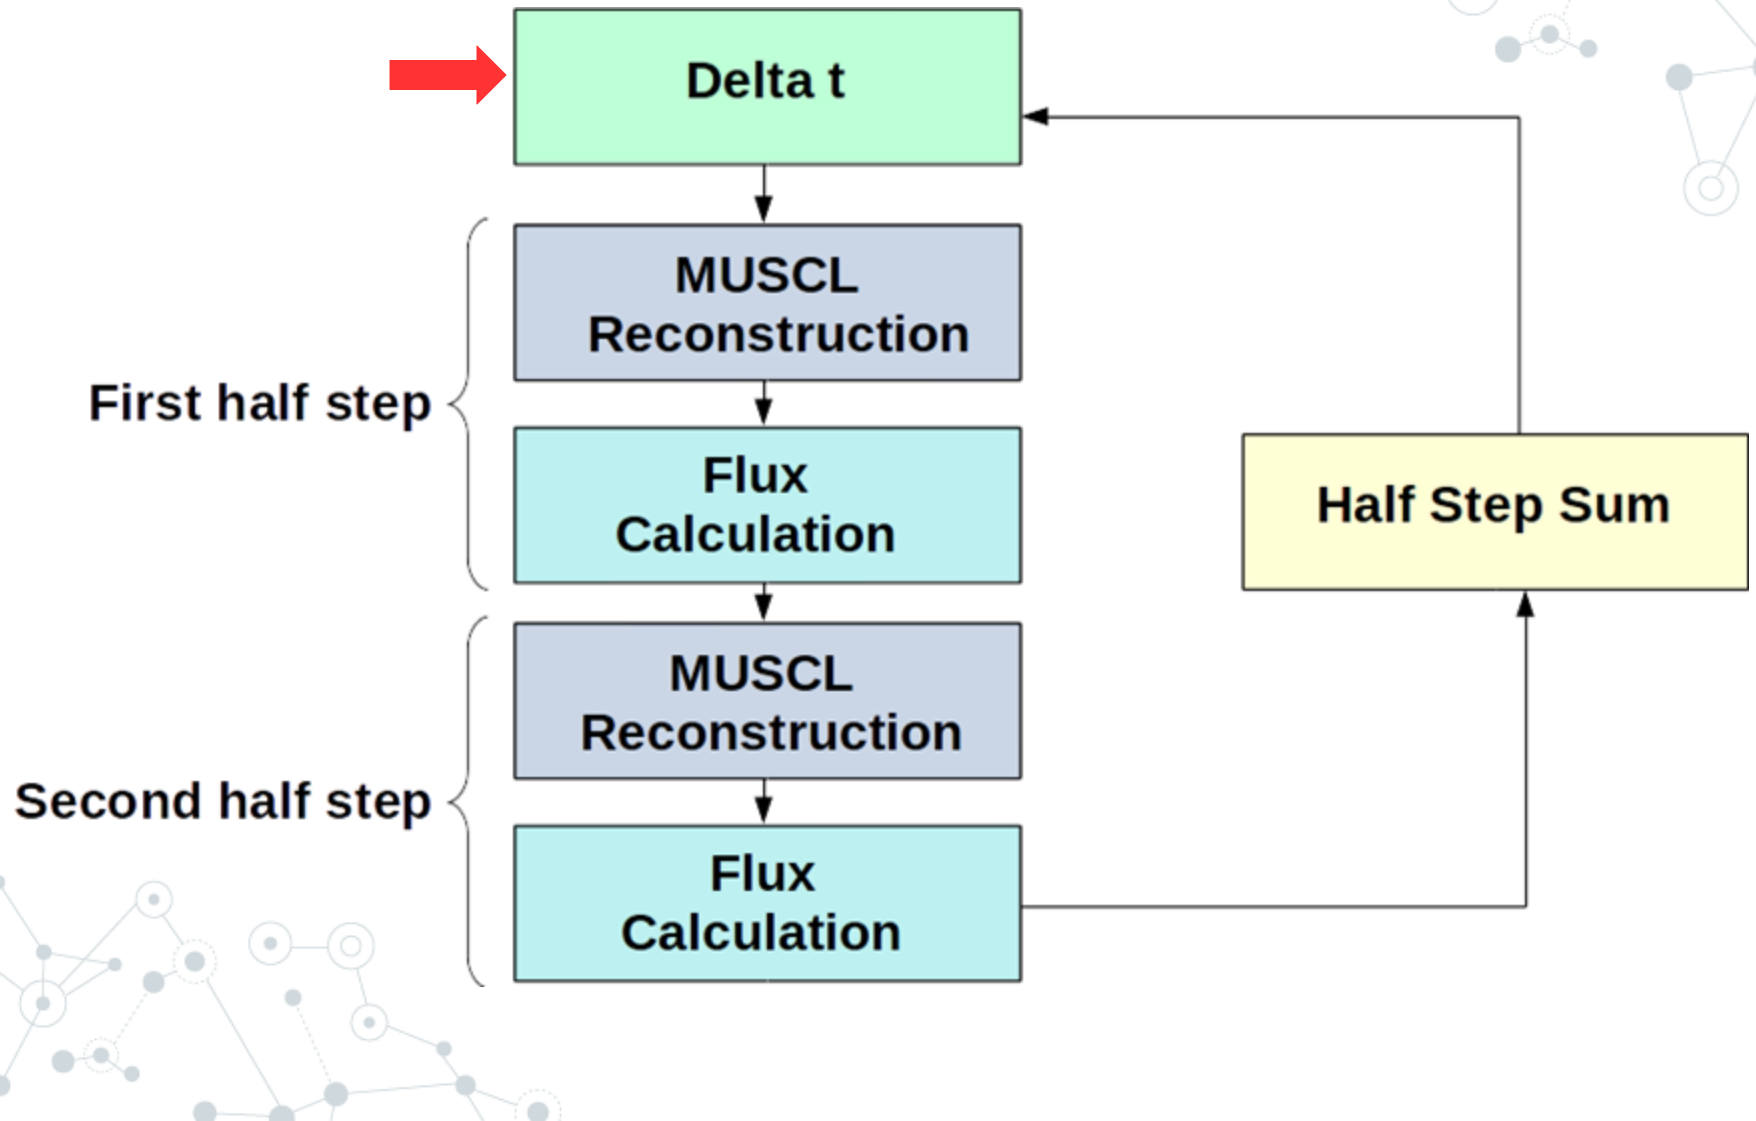 Delta t
MUSCL
Reconstruction
First half step
Flux
Calculation
Half Step Sum
MUSCL
Reconstruction
Second half step
Flux
Calculation